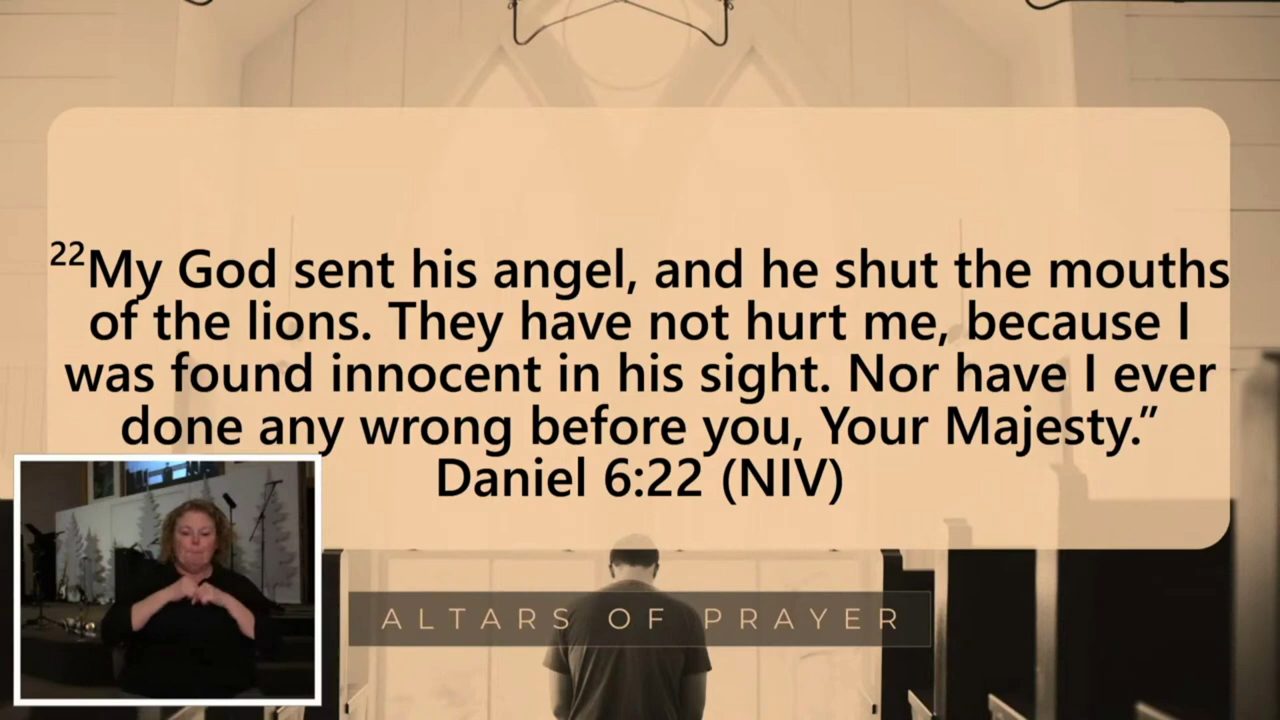 ²²My God sent his angel, and he shut the mouths
of the lions. They have not hurt me, because I
was found innocent in his sight. Nor have I ever
done any wrong before you, Your Majesty.”
Daniel 6:22 (NIV)
ALTARS OF PRAYER